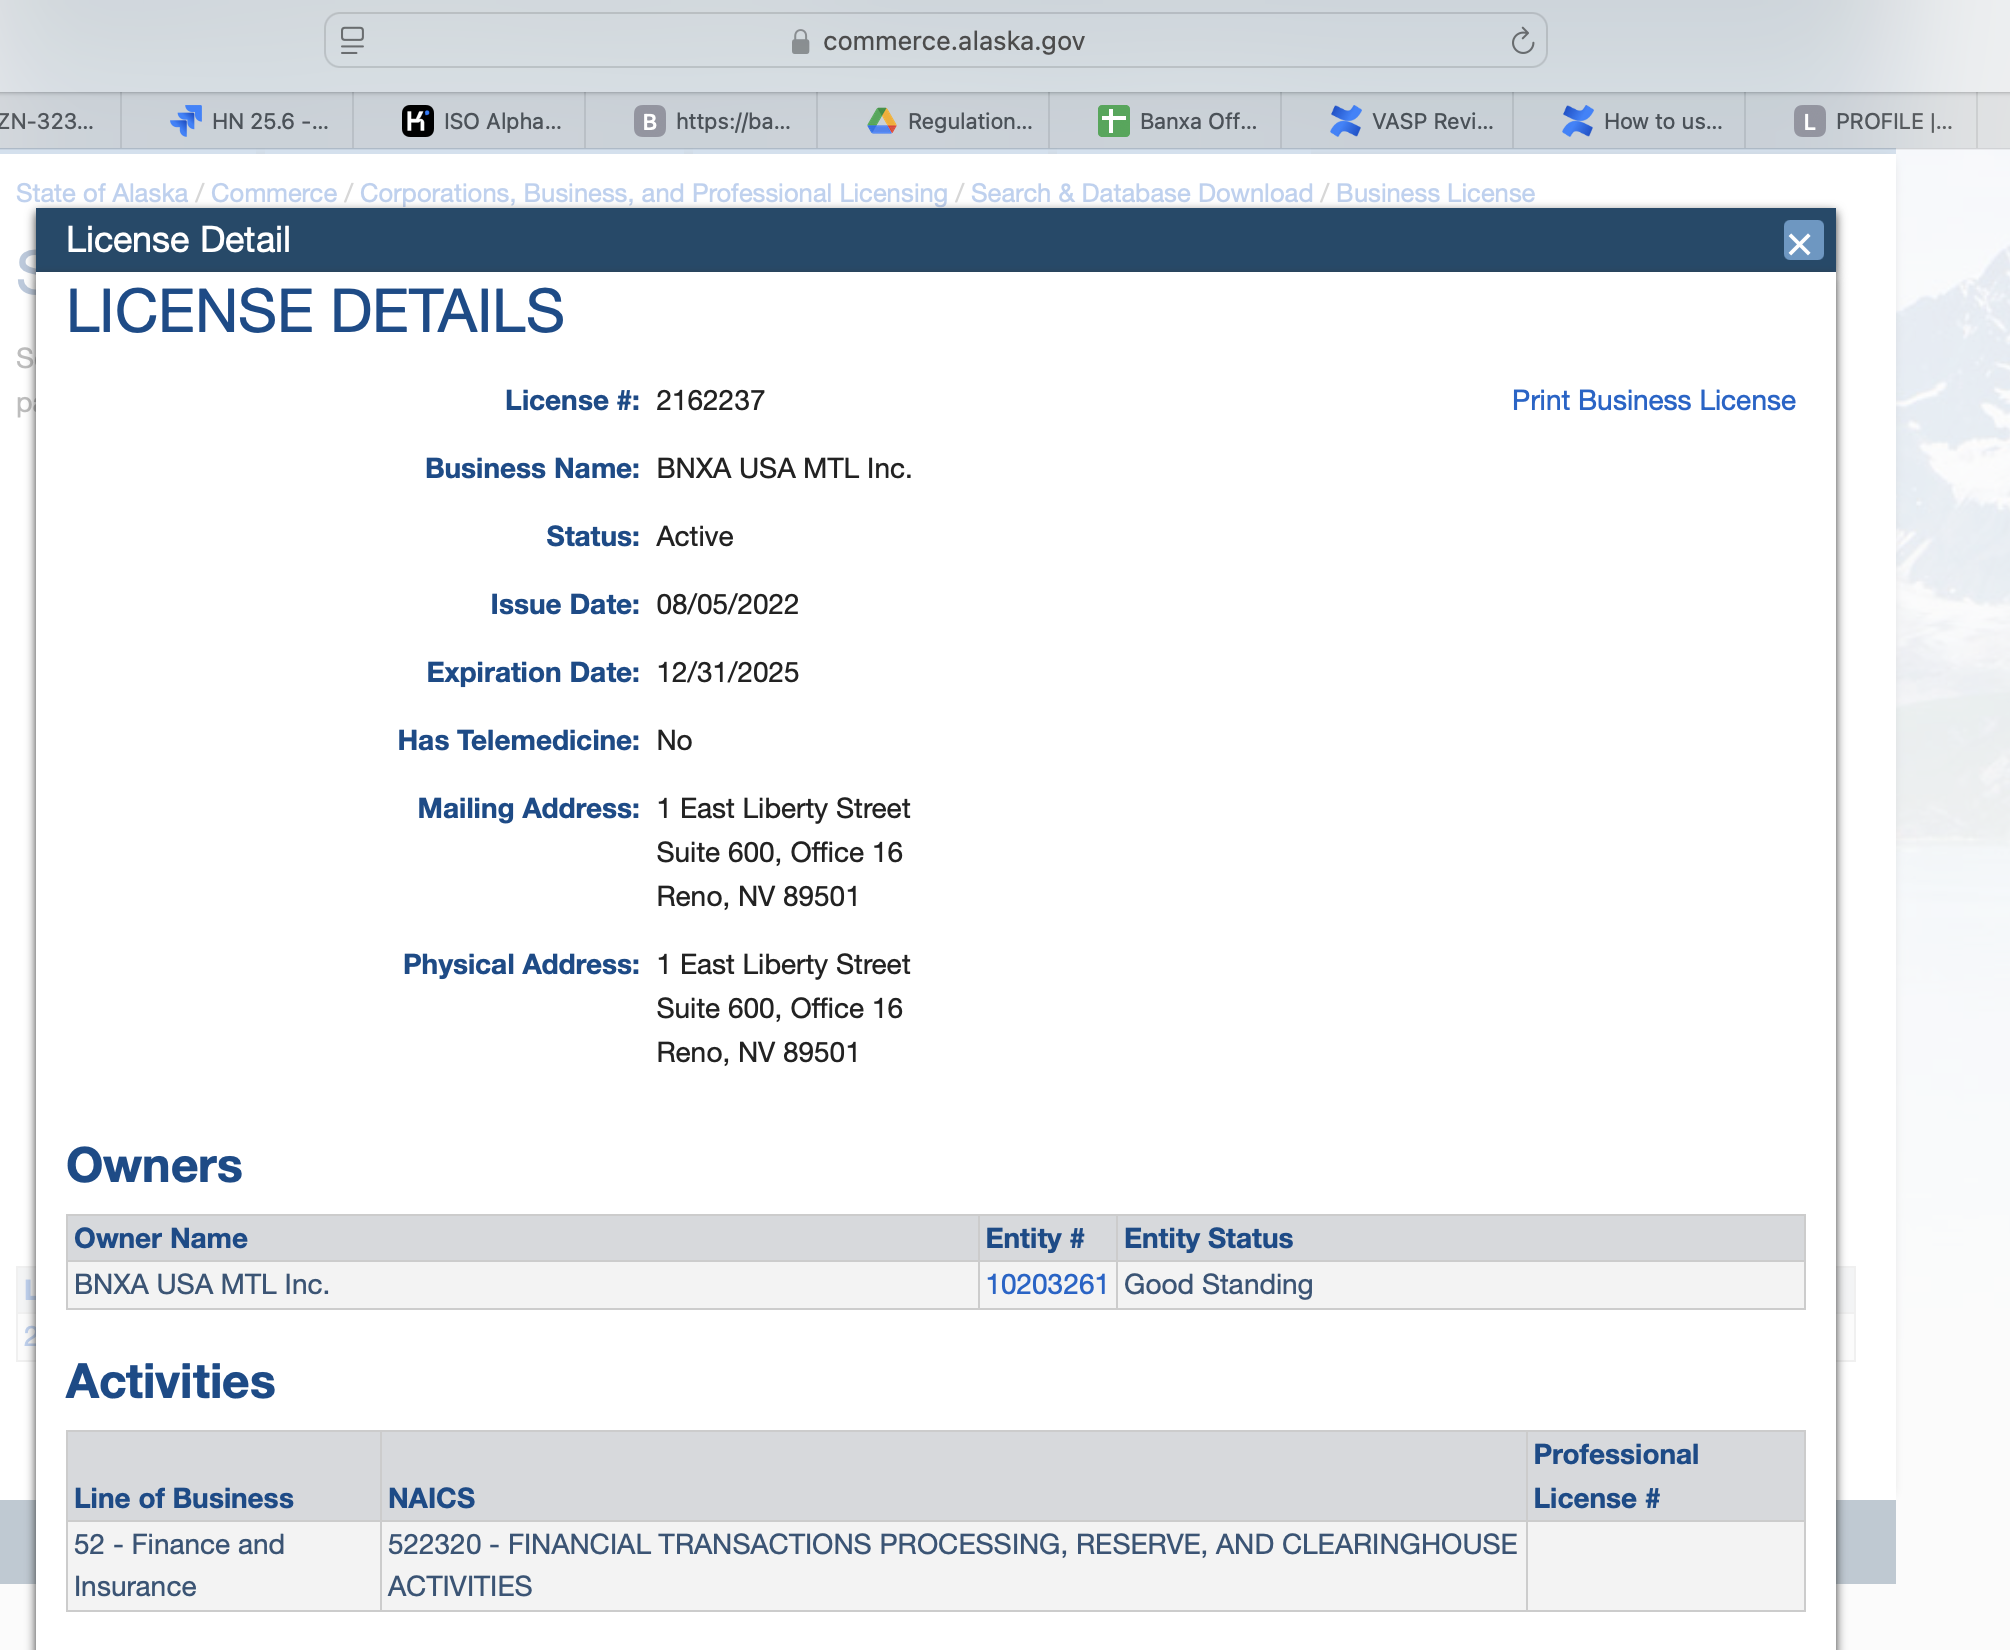 commerce.alaska.gov
ZN-323...
HN 25.6 -...
ISO Alpha...
B https://ba...
Regulation...
Banxa Off...
VASP Revi...
How to us...
L PROFILE |...
State of Alaska / Commerce / Corporations, Business, and Professional Licensing / Search & Database Download / Business License
License Detail
LICENSE DETAILS
License #: 2162237
Print Business License
Business Name: BNXA USA MTL Inc.
Status: Active
Issue Date: 08/05/2022
Expiration Date: 12/31/2025
Has Telemedicine: No
Mailing Address: 1 East Liberty Street
Suite 600, Office 16
Reno, NV 89501
Physical Address: 1 East Liberty Street
Suite 600, Office 16
Reno, NV 89501
Owners
Owner Name Entity # Entity Status
BNXA USA MTL Inc. 10203261 Good Standing
Activities
Professional
Line of Business NAICS License #
52 - Finance and 522320 - FINANCIAL TRANSACTIONS PROCESSING, RESERVE, AND CLEARINGHOUSE
Insurance ACTIVITIES